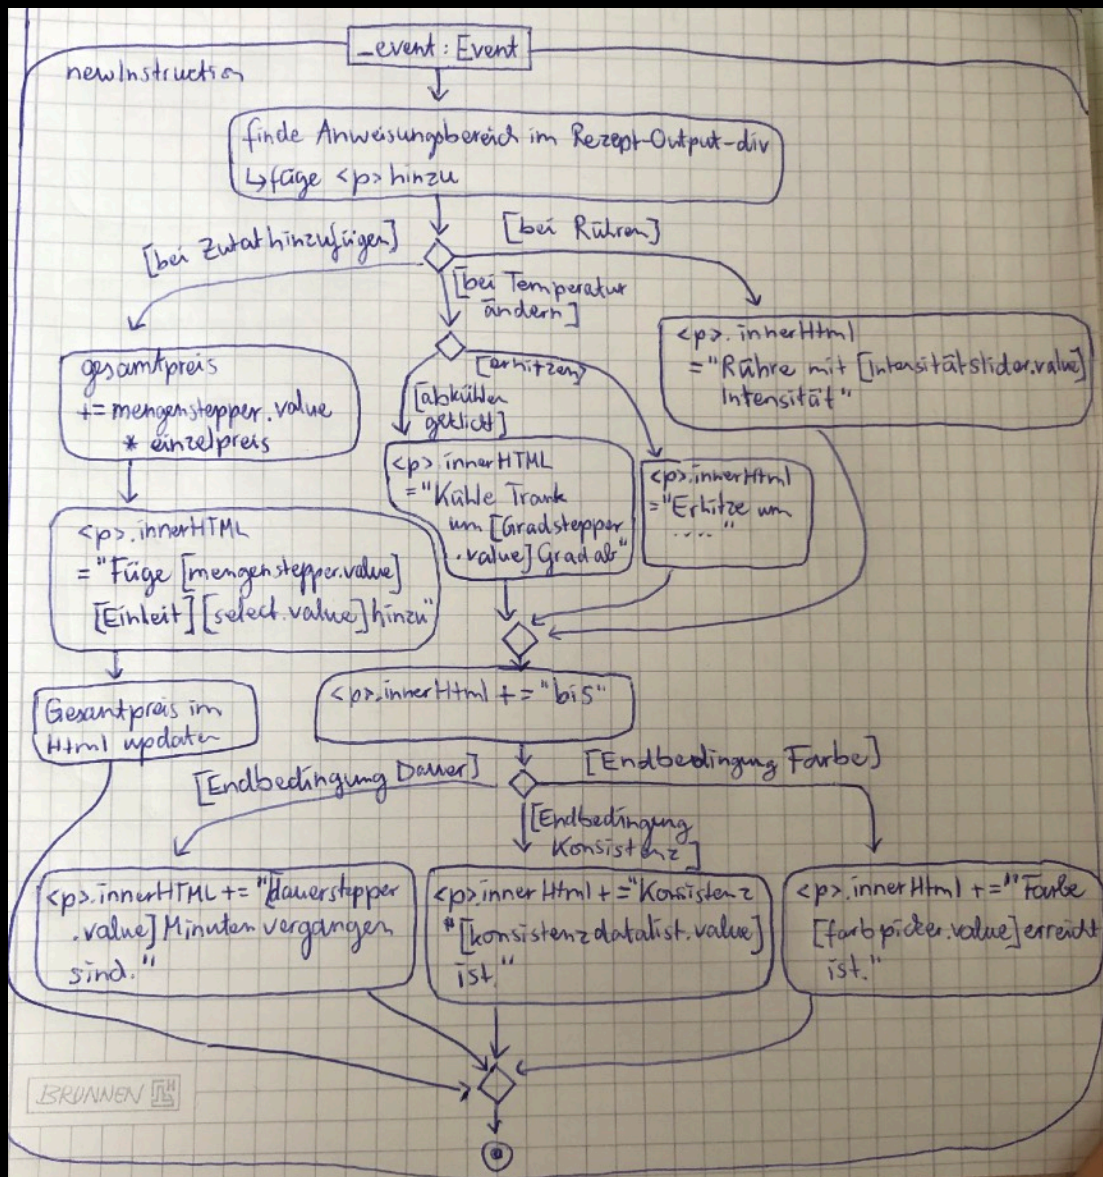 _event: Event
newInstruction
finde Anweisungsbereich im Rezept-Output-div
↳ füge <p> hinzu
[bei Zutat hinzufügen]
[bei Rühren]
[bei Temperatur
ändern]
gesamtpreis
+= mengenstepper.value
* einzelpreis
[erhitzen]
[abkühlen
geklickt]
<p>.innerHtml
="Rühre mit [Intensitätslider.value]
Intensität"
<p>.innerHTML
="Kühle Trank
um [Gradstepper
.value] Grad ab"
<p>.innerHtml
="Erhitze um
....."
<p>.innerHTML
="Füge [mengenstepper.value]
[Einheit] [select.value] hinzu"
Gesamtpreis im
Html updaten
<p>.innerHtml += "bis"
[Endbedingung Dauer]
[Endbedingung Farbe]
[Endbedingung
Konsistenz]
<p>.innerHTML += "[dauerstepper
.value] Minuten vergangen
sind."
<p>.innerHtml += "Konsistenz
"[konsistenzdatalist.value]
ist."
<p>.innerHtml += "Farbe
[farbpicker.value] erreicht
ist."
BRUNNEN